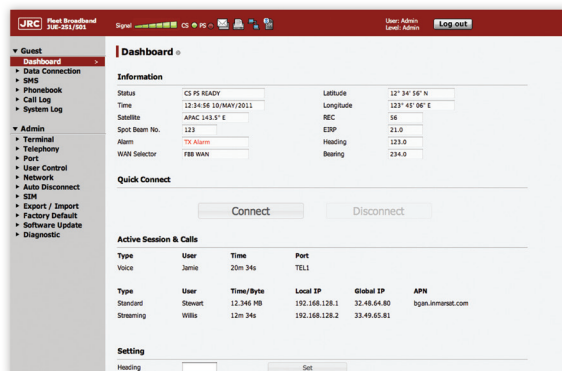 JRC Fleet Broadband JUE-251/501 Signal CS PS User: Admin Level: Admin Log out
Guest
Dashboard >
Data Connection
SMS
Phonebook
Call Log
System Log
Admin
Terminal
Telephony
Port
User Control
Network
Auto Disconnect
SIM
Export / Import
Factory Default
Software Update
Diagnostic
Dashboard
Information
Status CS PS READY Latitude 12° 34' 56" N
Time 12:34:56 10/MAY/2011 Longitude 123° 45' 06" E
Satellite APAC 143.5° E REC 56
Spot Beam No. 123 EIRP 21.0
Alarm TX Alarm Heading 123.0
WAN Selector FBB WAN Bearing 234.0
Quick Connect
Connect Disconnect
Active Session & Calls
Type User Time Port
Voice Jamie 20m 34s TEL1
Type User Time/Byte Local IP Global IP APN
Standard Stewart 12.346 MB 192.168.128.1 32.48.64.80 bgan.inmarsat.com
Streaming Willis 12m 34s 192.168.128.2 33.49.65.81
Setting
Heading Set